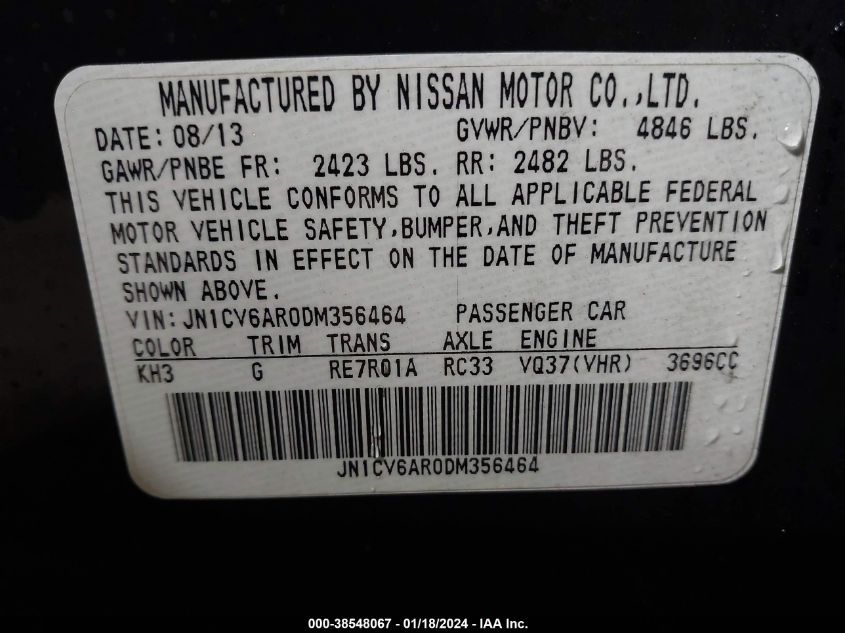 MANUFACTURED BY NISSAN MOTOR CO.,LTD.
DATE: 08/13 GVWR/PNBV: 4846 LBS.
GAWR/PNBE FR: 2423 LBS. RR: 2482 LBS.
THIS VEHICLE CONFORMS TO ALL APPLICABLE FEDERAL
MOTOR VEHICLE SAFETY,BUMPER,AND THEFT PREVENTION
STANDARDS IN EFFECT ON THE DATE OF MANUFACTURE
SHOWN ABOVE.
VIN: JN1CV6AR0DM356464 PASSENGER CAR
COLOR TRIM TRANS AXLE ENGINE
KH3 G RE7R01A RC33 VQ37(VHR) 3696CC
JN1CV6AR0DM356464
000-38548067 - 01/18/2024 - IAA Inc.